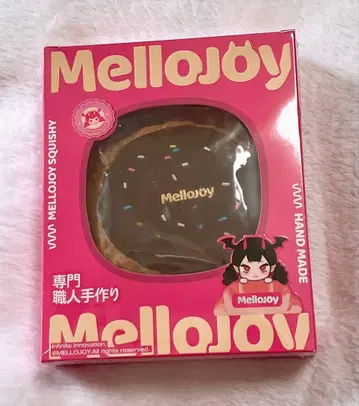 MellOJOY
MELLOJOY SQUISHY
MellOJOY
HAND MADE
専門
職人手作り
MellOJOY
MellOJOY
Infinite Innovation.
@MELLOJOY.All rights reserved.